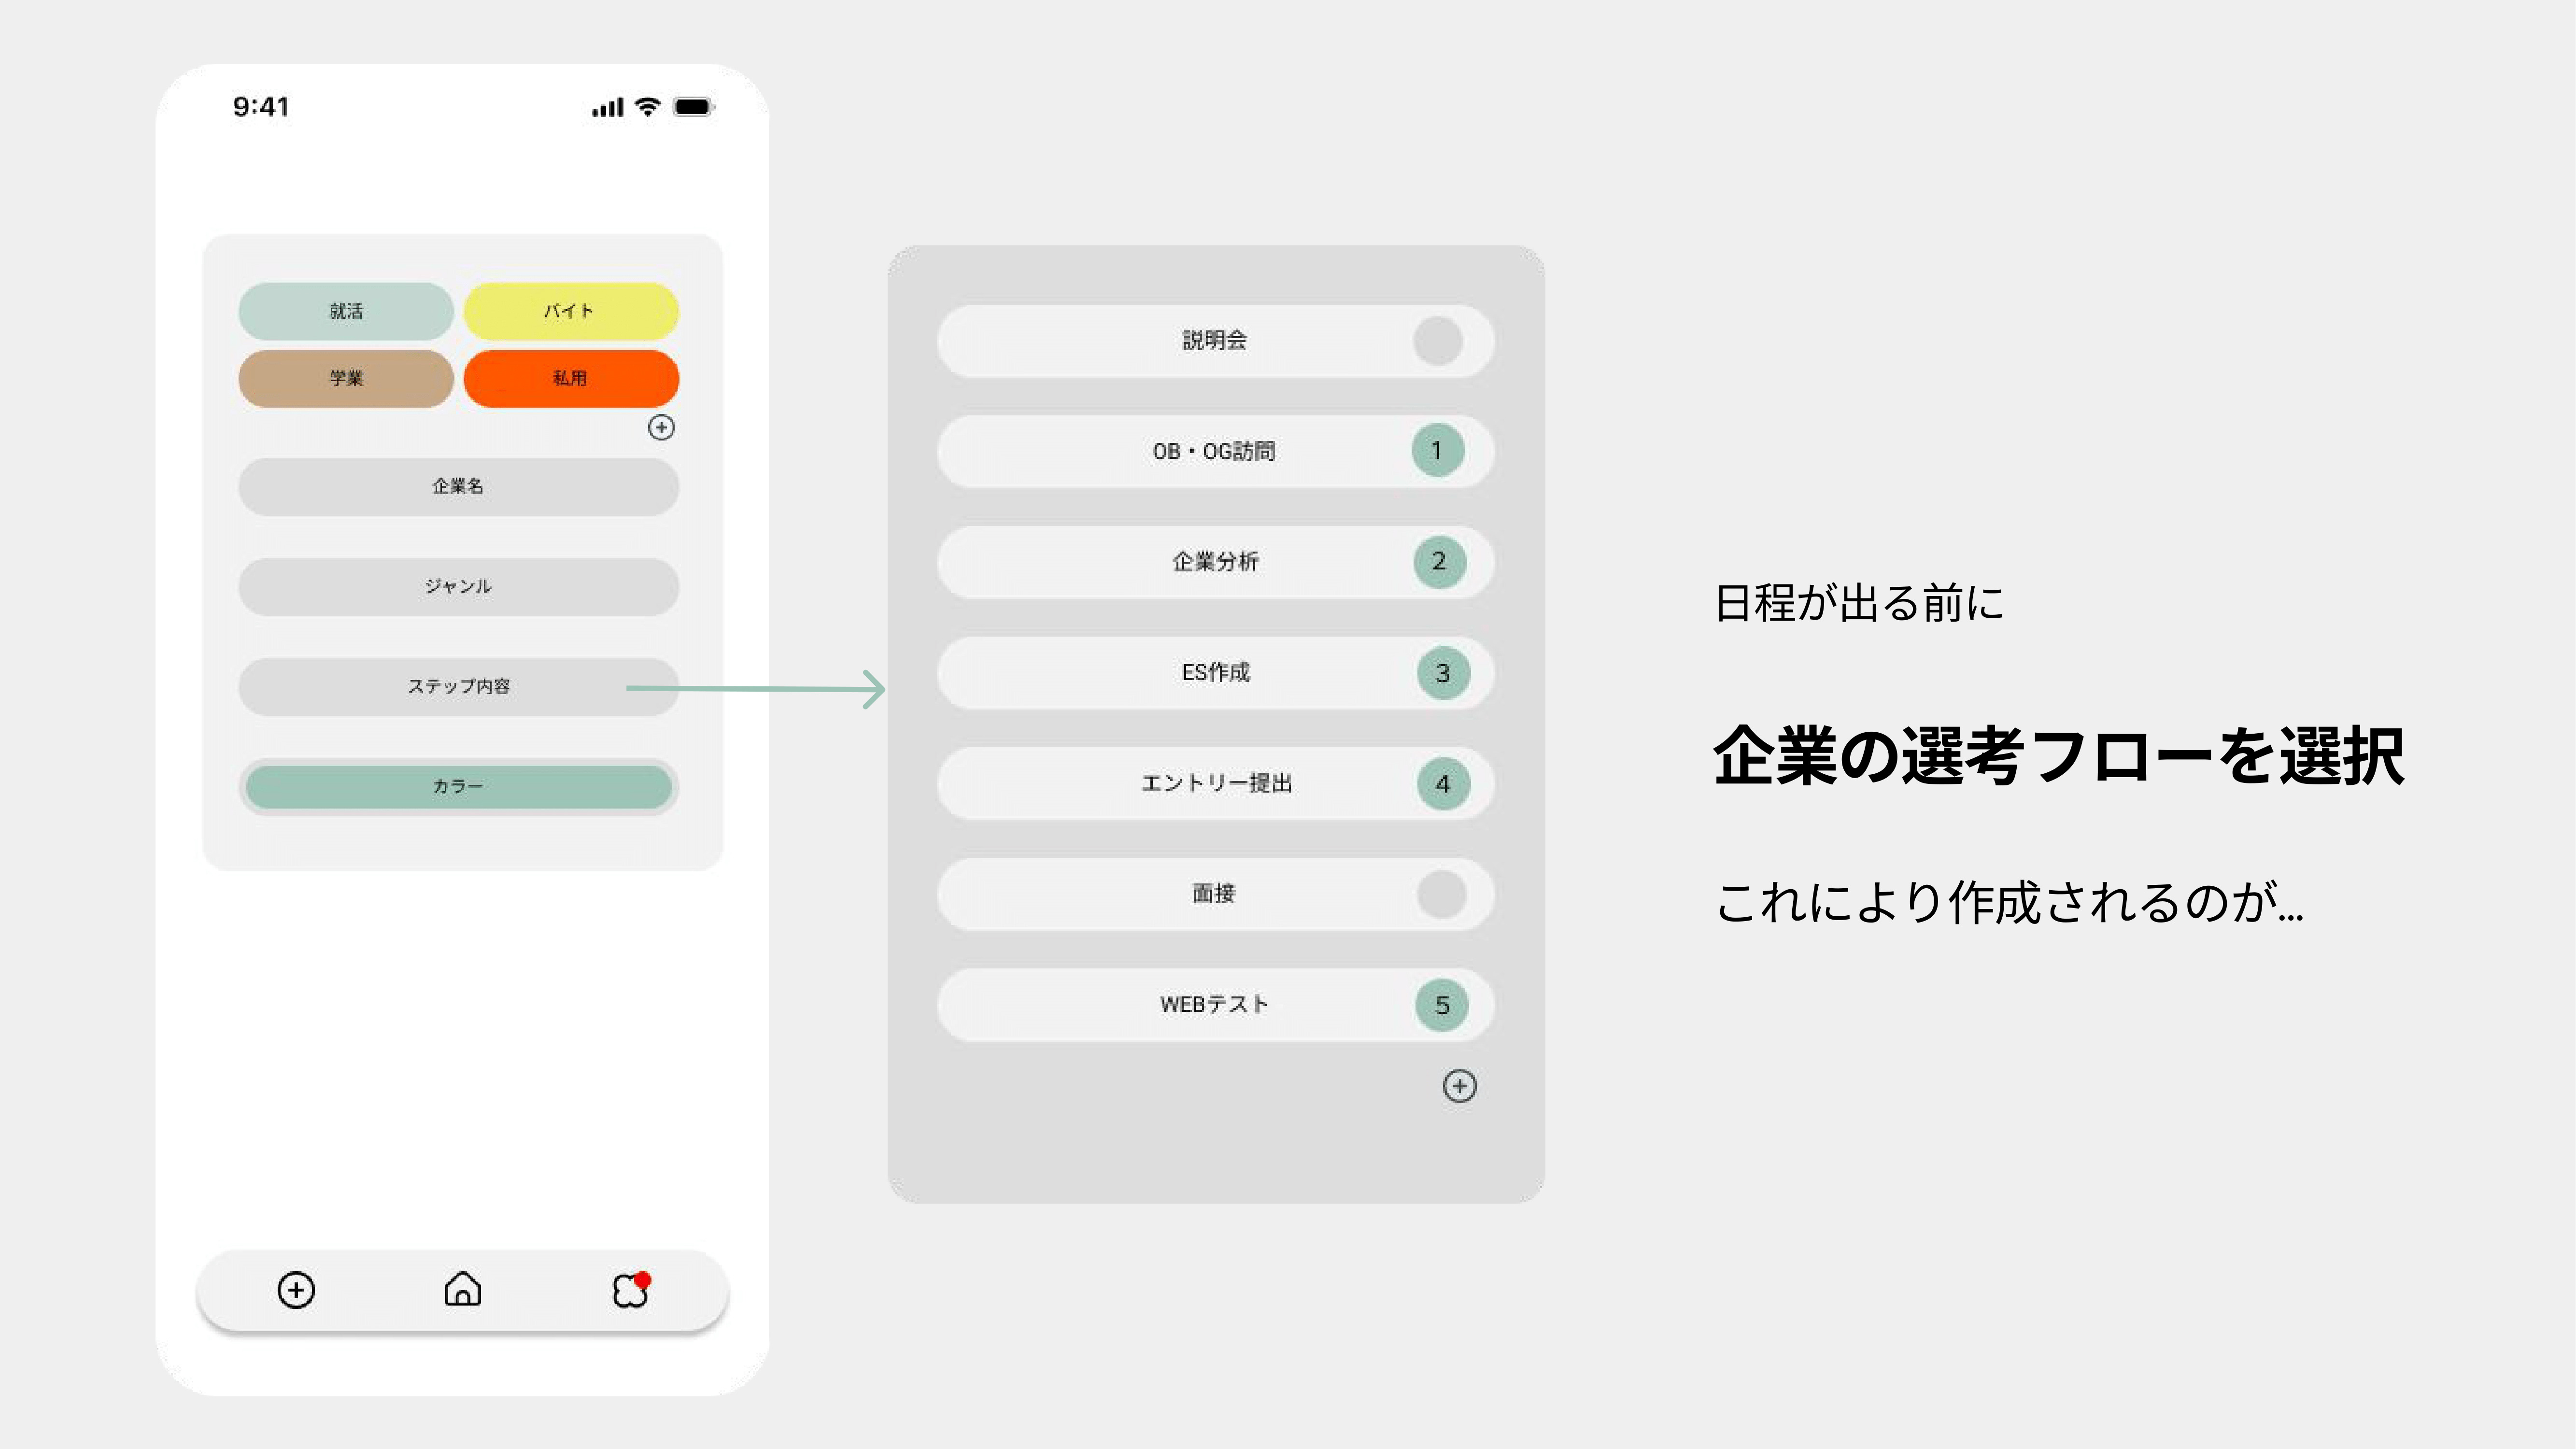 9:41
就活
バイト
学業
私用
企業名
ジャンル
ステップ内容
カラー
説明会
OB・OG訪問
1
企業分析
2
ES作成
3
エントリー提出
4
面接
WEBテスト
5
日程が出る前に
企業の選考フローを選択
これにより作成されるのが...